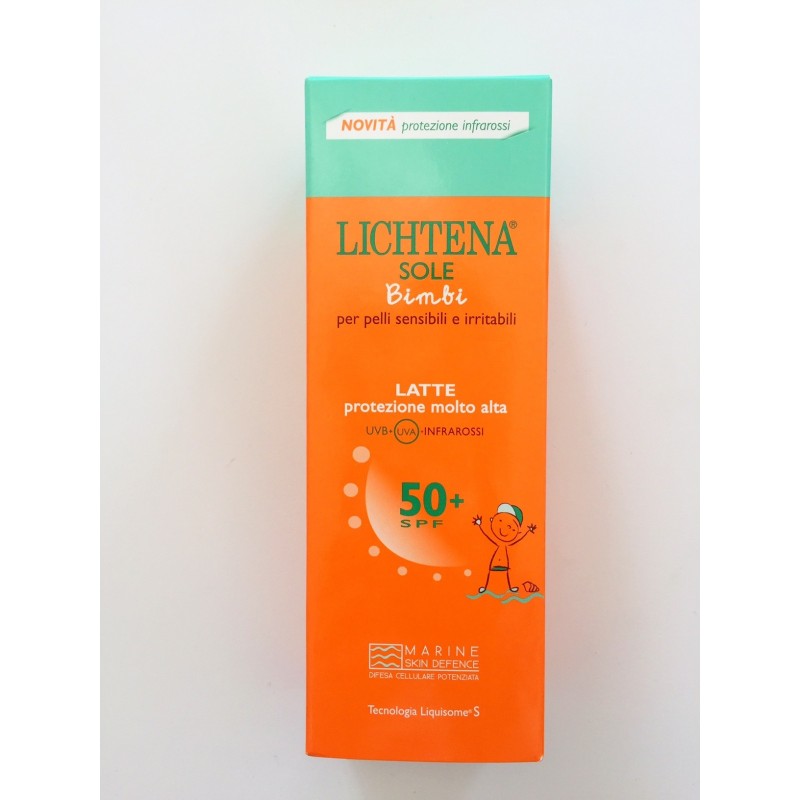 NOVITÀ protezione infrarossi
LICHTENA®
SOLE
Bimbi
per pelli sensibili e irritabili
LATTE
protezione molto alta
UVB+UVA+INFRAROSSI
50+
SPF
MARINE
SKIN DEFENCE
DIFESA CELLULARE POTENZIATA
Tecnologia Liquisome® S